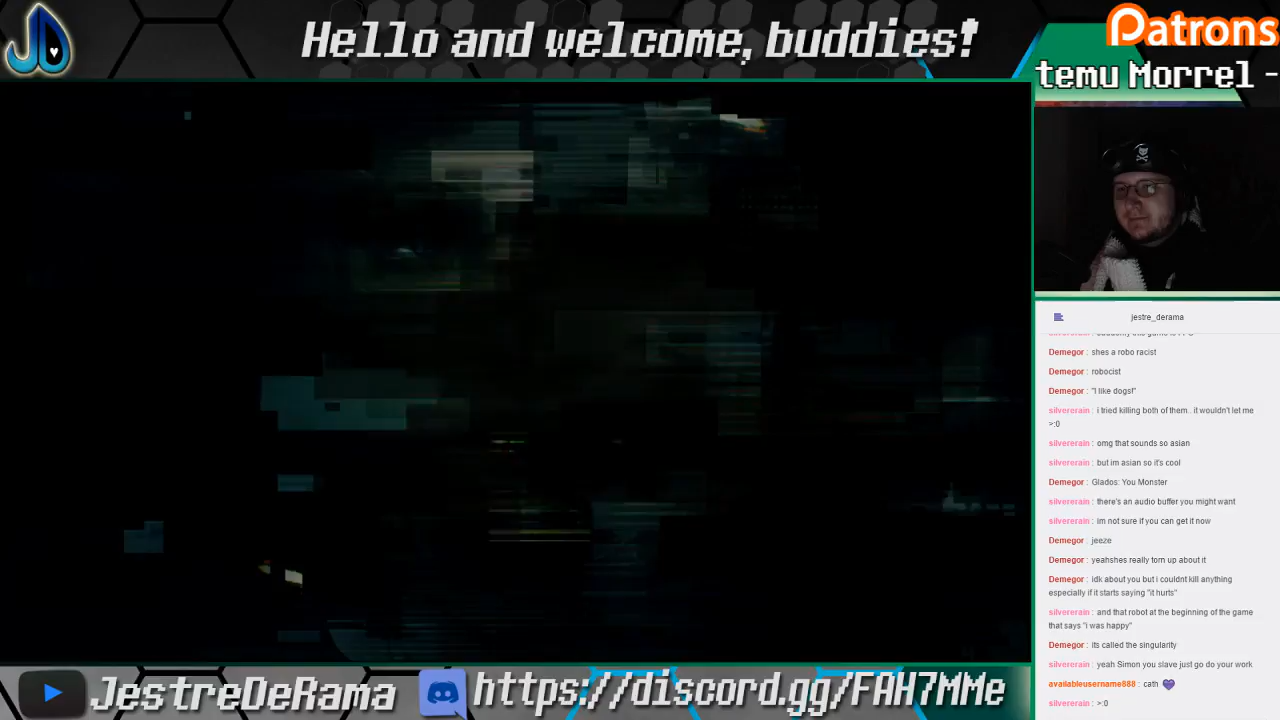 Hello and welcome, buddies!
Patrons
temu Morrel -
jestre_derama
Demegor : shes a robo racist
Demegor : robocist
Demegor : "I like dogs!"
silvererain : i tried killing both of them.. it wouldn't let me
>:0
silvererain : omg that sounds so asian
silvererain : but im asian so it's cool
Demegor : Glados: You Monster
silvererain : there's an audio buffer you might want
silvererain : im not sure if you can get it now
Demegor : jeeze
Demegor : yeahshes really torn up about it
Demegor : idk about you but i couldnt kill anything
especially if it starts saying "it hurts"
silvererain : and that robot at the beginning of the game
that says "i was happy"
Demegor : its called the singularity
silvererain : yeah Simon you slave just go do your work
availableusername888 : cath
silvererain : >:0
JestreDeRama
https://discord.gg/FAH7MMe